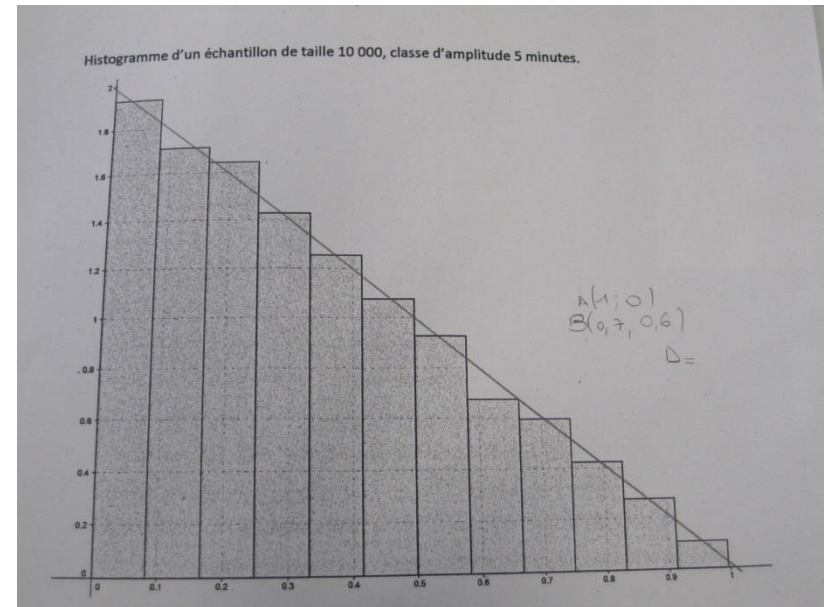 Histogramme d'un échantillon de taille 10 000, classe d'amplitude 5 minutes.
2
1.8
1.6
1.4
1.2
1
0.8
0.6
0.4
0.2
0
0 0.1 0.2 0.3 0.4 0.5 0.6 0.7 0.8 0.9 1
A(1; 0)
B(0,7, 0,6)
D=